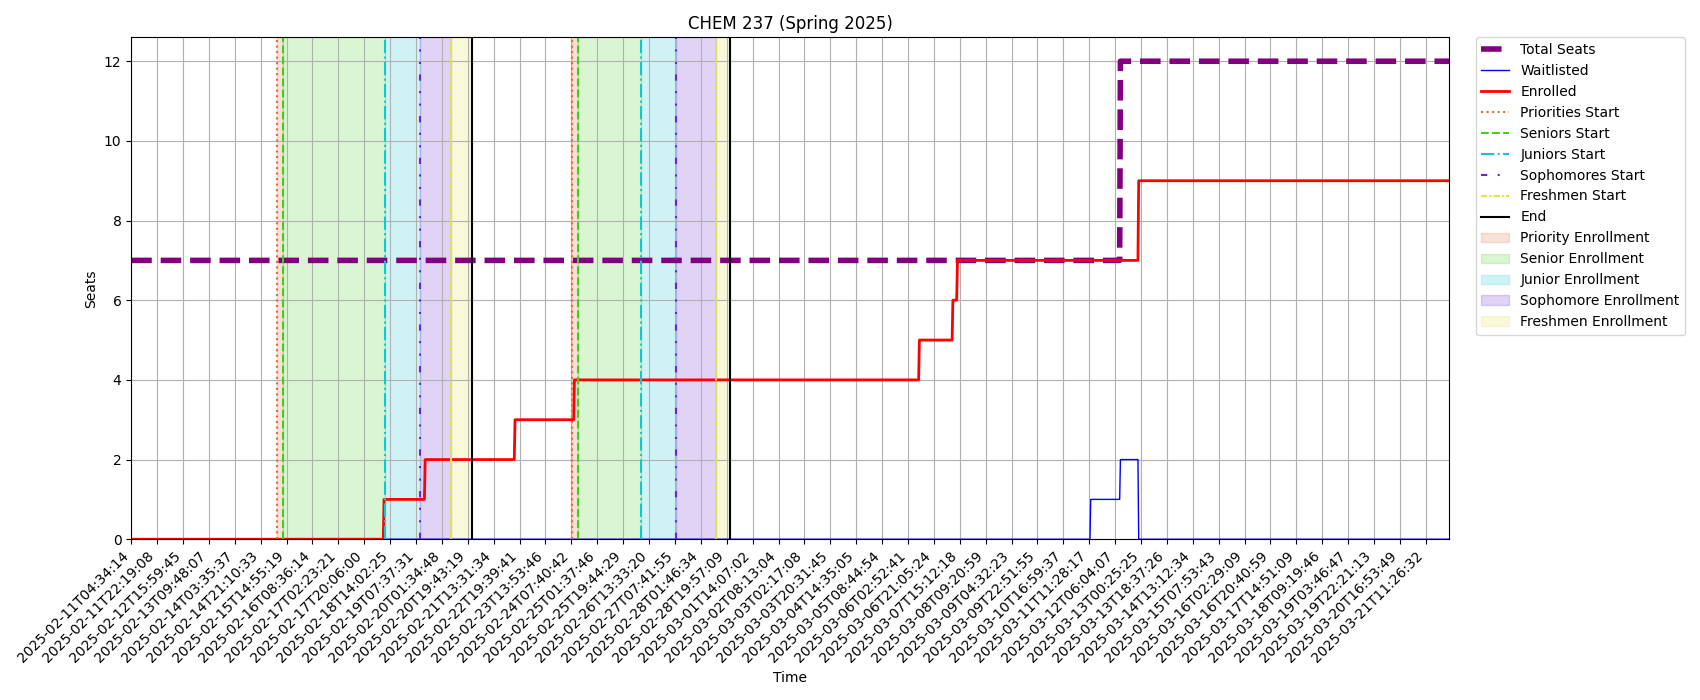 CHEM 237 (Spring 2025)
Total Seats
Waitlisted
Enrolled
Priorities Start
Seniors Start
Juniors Start
Sophomores Start
Freshmen Start
End
Priority Enrollment
Senior Enrollment
Junior Enrollment
Sophomore Enrollment
Freshmen Enrollment
Seats
12
10
8
6
4
2
0
2025-02-11T04:34:14
2025-02-11T22:19:08
2025-02-12T15:59:45
2025-02-13T09:48:07
2025-02-14T03:35:37
2025-02-14T21:10:33
2025-02-15T14:55:19
2025-02-16T08:36:14
2025-02-17T02:23:21
2025-02-17T20:06:00
2025-02-18T14:02:25
2025-02-19T07:37:31
2025-02-20T01:34:48
2025-02-20T19:43:19
2025-02-21T13:31:34
2025-02-22T19:39:41
2025-02-23T13:53:46
2025-02-24T07:40:42
2025-02-25T01:37:46
2025-02-25T19:44:29
2025-02-26T13:33:20
2025-02-27T07:41:55
2025-02-28T01:46:34
2025-02-28T19:57:09
2025-03-01T14:07:02
2025-03-02T08:13:04
2025-03-03T02:17:08
2025-03-03T20:31:45
2025-03-04T14:35:05
2025-03-05T08:44:54
2025-03-06T02:52:41
2025-03-06T21:05:24
2025-03-07T15:12:18
2025-03-08T09:20:59
2025-03-09T04:32:23
2025-03-09T22:51:55
2025-03-10T16:59:37
2025-03-11T11:28:17
2025-03-12T06:04:07
2025-03-13T00:25:25
2025-03-13T18:37:26
2025-03-14T13:12:34
2025-03-15T07:53:43
2025-03-16T02:29:09
2025-03-16T20:40:59
2025-03-17T14:51:09
2025-03-18T09:19:46
2025-03-19T03:46:47
2025-03-19T22:21:13
2025-03-20T16:53:49
2025-03-21T11:26:32
Time